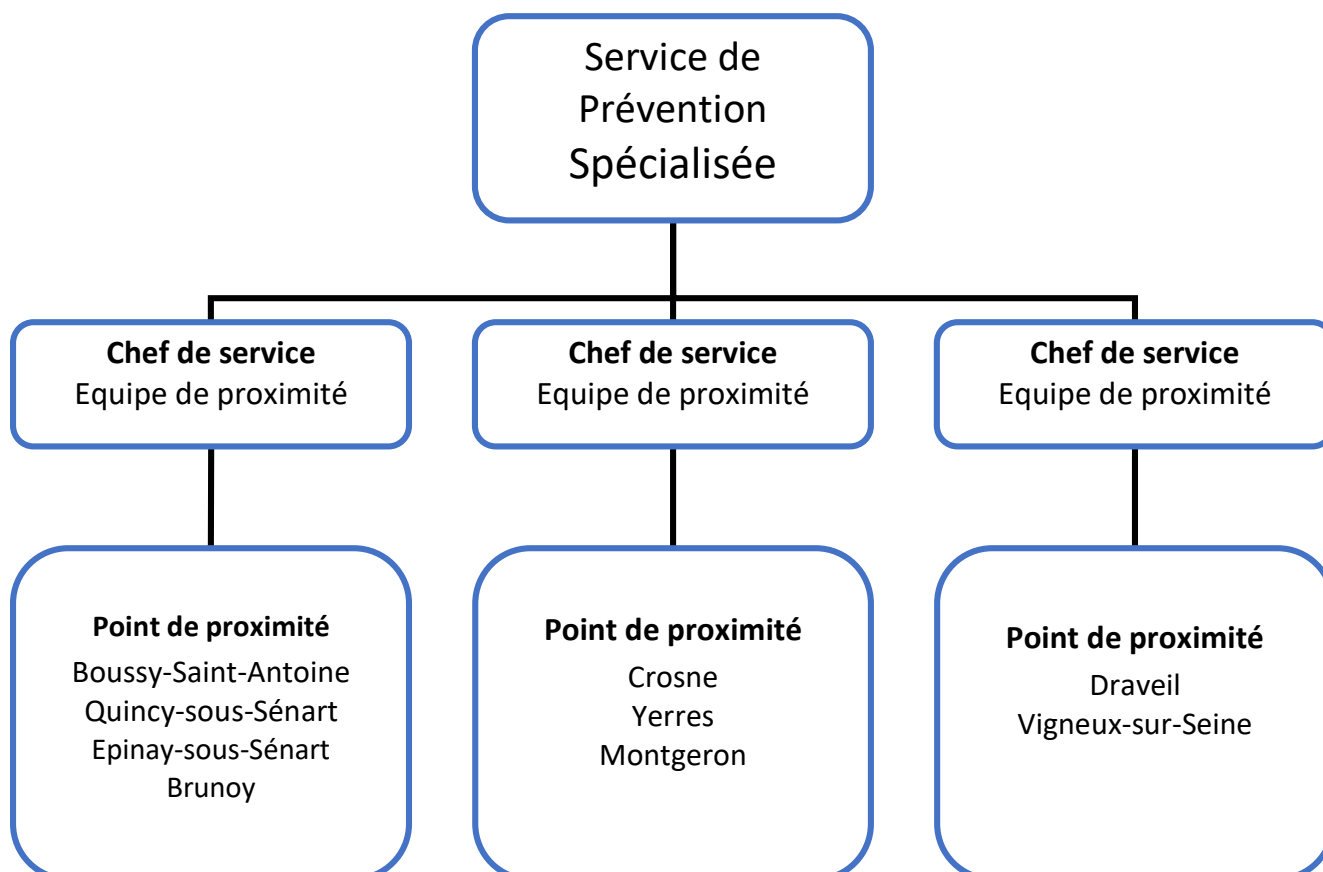 Service de
Prévention
Spécialisée
Chef de service
Equipe de proximité
Chef de service
Equipe de proximité
Chef de service
Equipe de proximité
Point de proximité
Boussy-Saint-Antoine
Quincy-sous-Sénart
Epinay-sous-Sénart
Brunoy
Point de proximité
Crosne
Yerres
Montgeron
Point de proximité
Draveil
Vigneux-sur-Seine